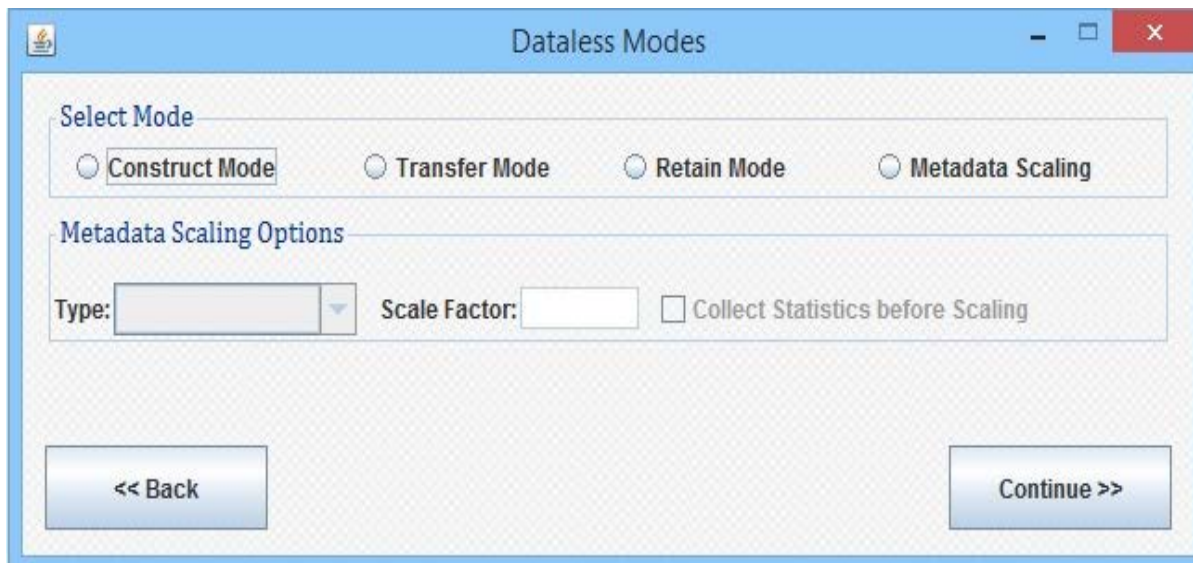 Dataless Modes
Select Mode
Construct Mode Transfer Mode Retain Mode Metadata Scaling
Metadata Scaling Options
Type: Scale Factor: Collect Statistics before Scaling
<< Back Continue >>